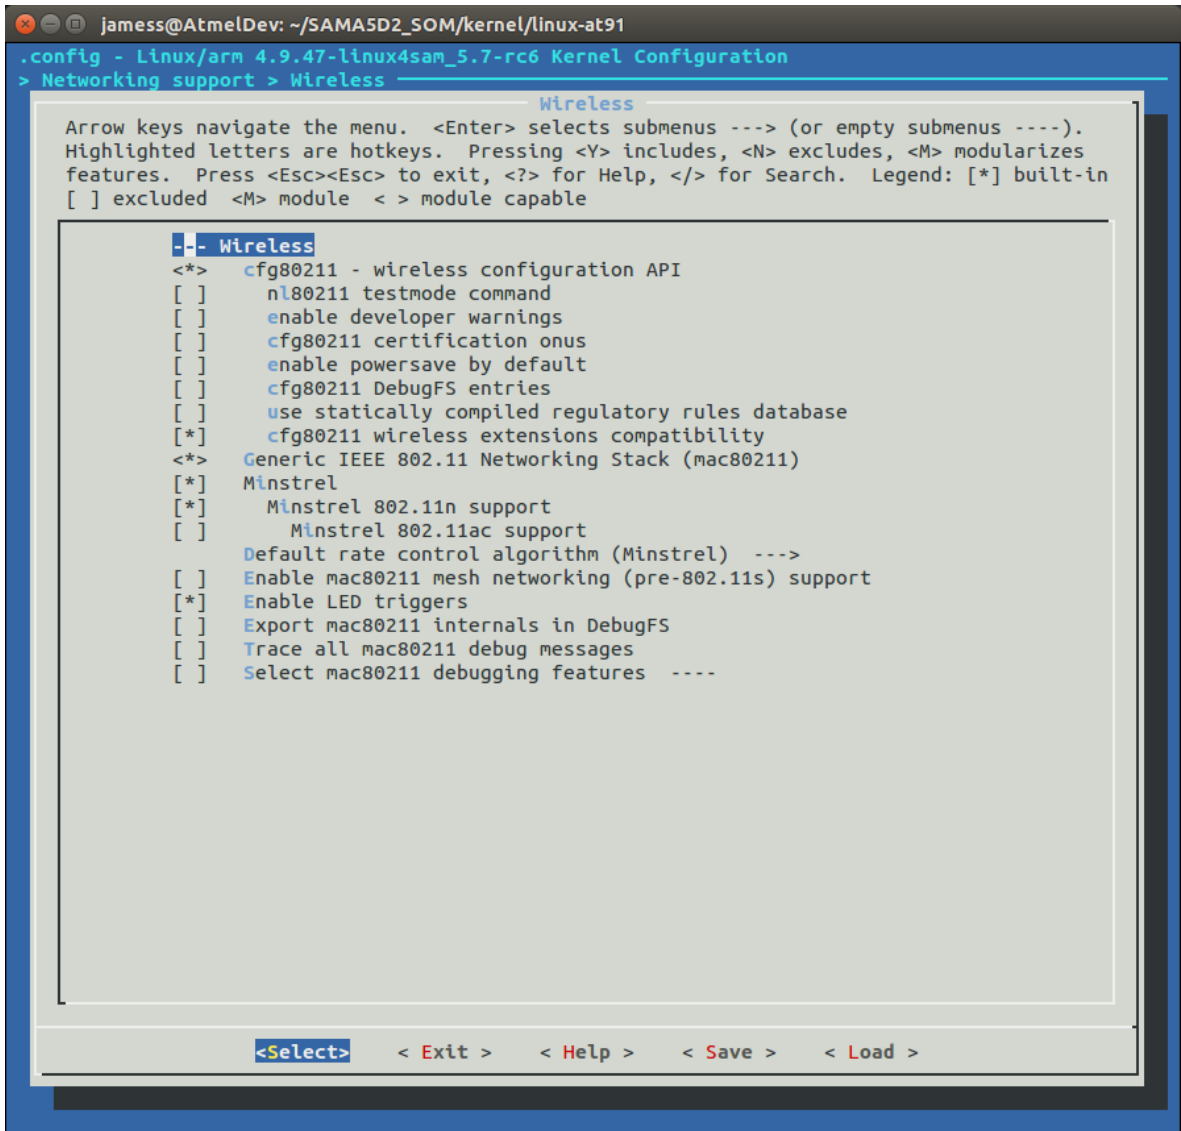 jamess@AtmelDev: ~/SAMA5D2_SOM/kernel/linux-at91
.config - Linux/arm 4.9.47-linux4sam_5.7-rc6 Kernel Configuration
> Networking support > Wireless
Wireless
Arrow keys navigate the menu.  <Enter> selects submenus ---> (or empty submenus ----).
Highlighted letters are hotkeys.  Pressing <Y> includes, <N> excludes, <M> modularizes
features.  Press <Esc><Esc> to exit, <?> for Help, </> for Search.  Legend: [*] built-in
[ ] excluded  <M> module  < > module capable
--- Wireless
<*>   cfg80211 - wireless configuration API
[ ]     nl80211 testmode command
[ ]     enable developer warnings
[ ]     cfg80211 certification onus
[ ]     enable powersave by default
[ ]     cfg80211 DebugFS entries
[ ]     use statically compiled regulatory rules database
[*]     cfg80211 wireless extensions compatibility
<*>   Generic IEEE 802.11 Networking Stack (mac80211)
[*]   Minstrel
[*]     Minstrel 802.11n support
[ ]       Minstrel 802.11ac support
Default rate control algorithm (Minstrel)  --->
[ ]   Enable mac80211 mesh networking (pre-802.11s) support
[*]   Enable LED triggers
[ ]   Export mac80211 internals in DebugFS
[ ]   Trace all mac80211 debug messages
[ ]   Select mac80211 debugging features  ----
<Select>    < Exit >    < Help >    < Save >    < Load >